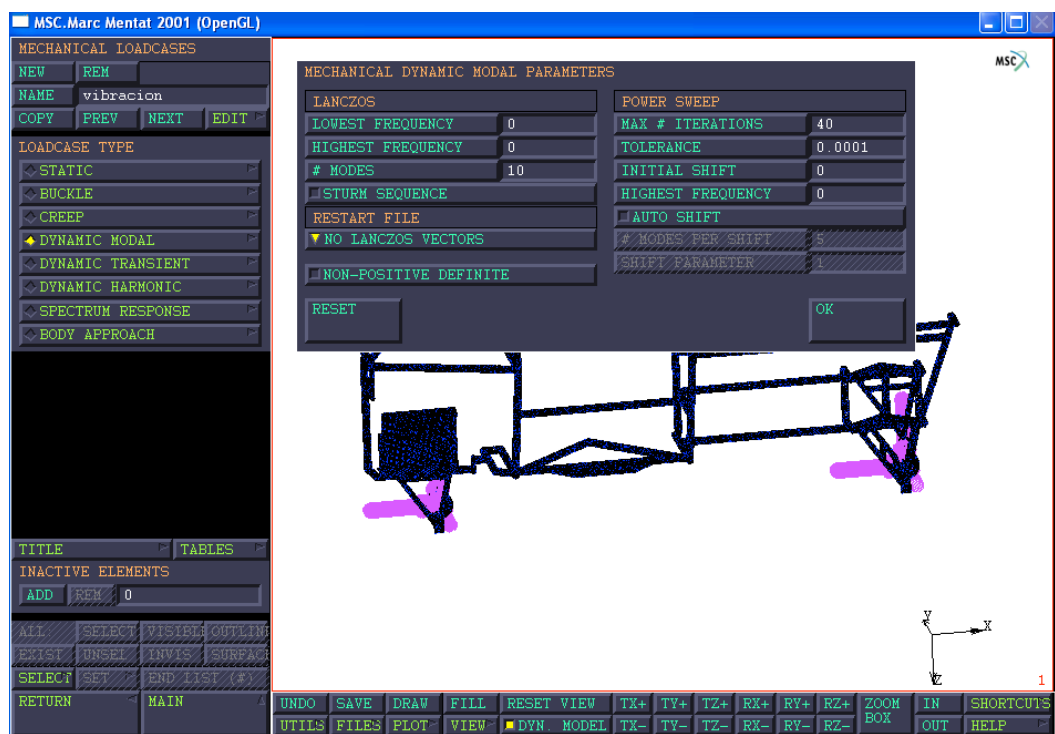 MSC.Marc Mentat 2001 (OpenGL)
MECHANICAL LOADCASES
NEW REM
NAME vibracion
COPY PREV NEXT EDIT
LOADCASE TYPE
STATIC
BUCKLE
CREEP
DYNAMIC MODAL
DYNAMIC TRANSIENT
DYNAMIC HARMONIC
SPECTRUM RESPONSE
BODY APPROACH
TITLE TABLES
INACTIVE ELEMENTS
ADD REM 0
ALL: SELECT VISIBL OUTLIN
EXIST UNSEL INVIS SURFAC
SELECT SET END LIST (#)
RETURN MAIN
MSC
MECHANICAL DYNAMIC MODAL PARAMETERS
LANCZOS
LOWEST FREQUENCY 0
HIGHEST FREQUENCY 0
# MODES 10
STURM SEQUENCE
RESTART FILE
NO LANCZOS VECTORS
NON-POSITIVE DEFINITE
RESET
POWER SWEEP
MAX # ITERATIONS 40
TOLERANCE 0.0001
INITIAL SHIFT 0
HIGHEST FREQUENCY 0
AUTO SHIFT
# MODES PER SHIFT 5
SHIFT PARAMETER 1
OK
Y
X
Z
1
UNDO SAVE DRAW FILL RESET VIEW TX+ TY+ TZ+ RX+ RY+ RZ+ ZOOM BOX IN SHORTCUTS
UTILS FILES PLOT VIEW DYN. MODEL TX- TY- TZ- RX- RY- RZ- OUT HELP